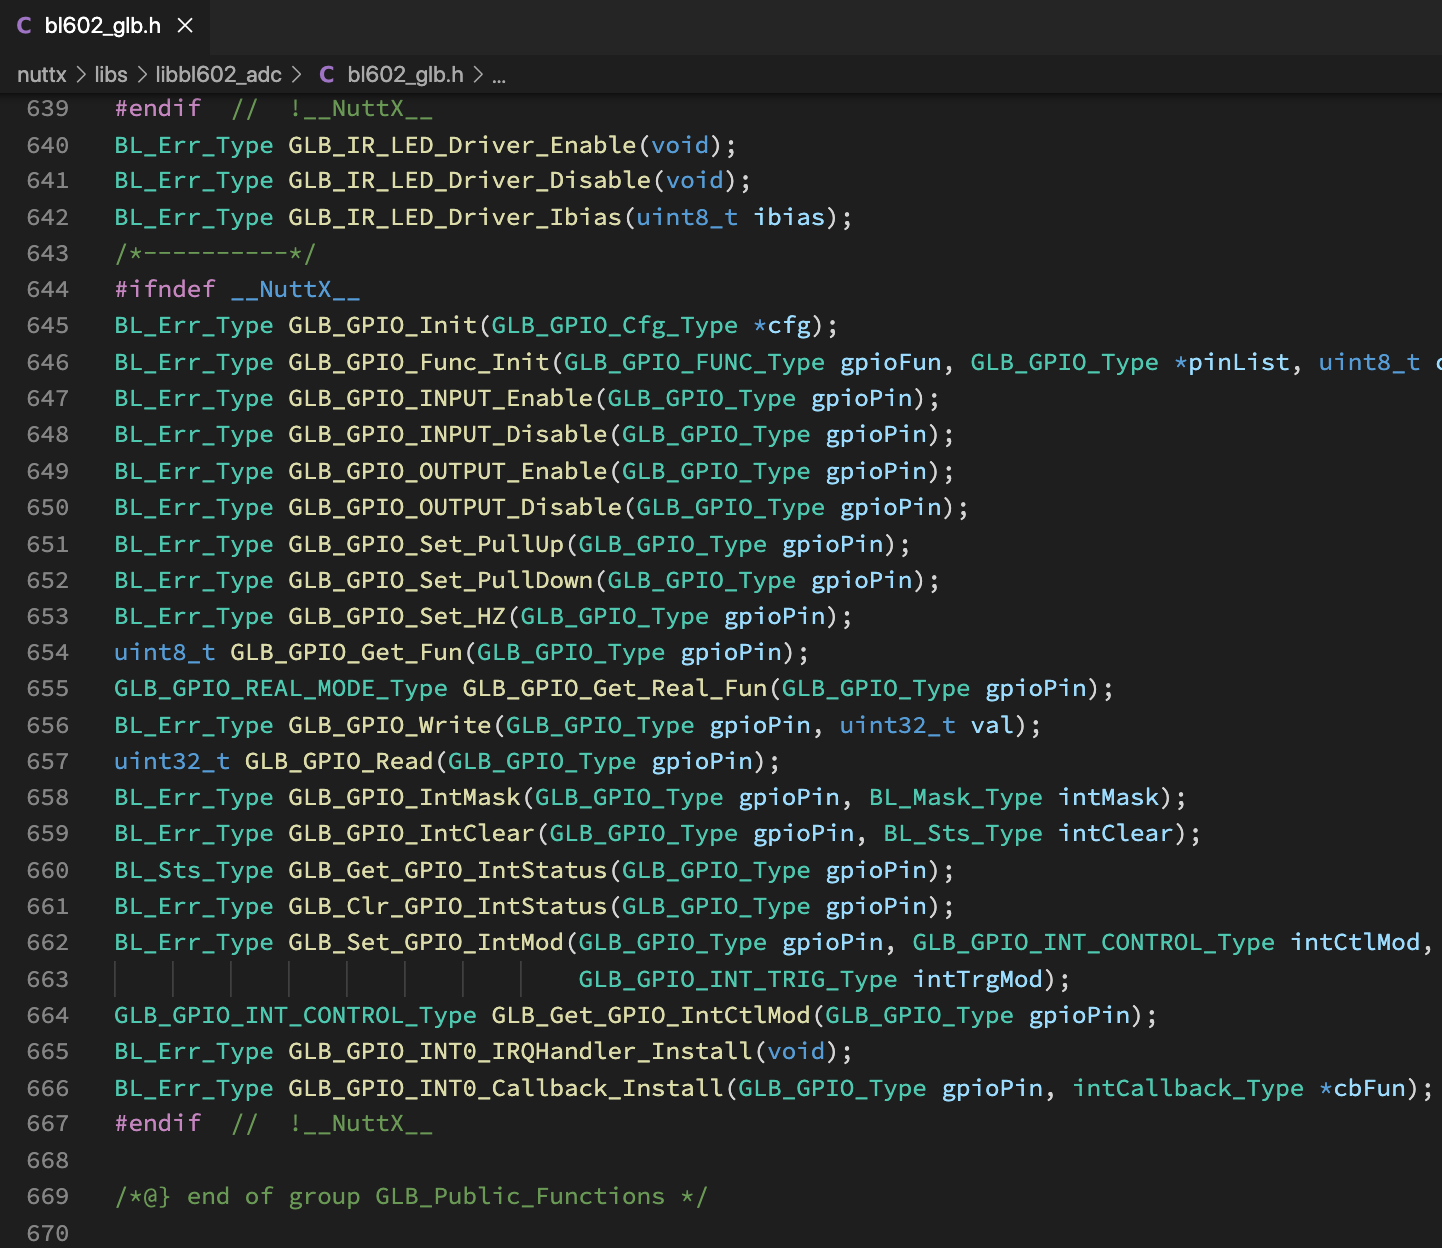 C bl602_glb.h ×
nuttx > libs > libbl602_adc > C bl602_glb.h > ...
639 #endif // !__NuttX__
640 BL_Err_Type GLB_IR_LED_Driver_Enable(void);
641 BL_Err_Type GLB_IR_LED_Driver_Disable(void);
642 BL_Err_Type GLB_IR_LED_Driver_Ibias(uint8_t ibias);
643 /*----------*/
644 #ifndef __NuttX__
645 BL_Err_Type GLB_GPIO_Init(GLB_GPIO_Cfg_Type *cfg);
646 BL_Err_Type GLB_GPIO_Func_Init(GLB_GPIO_FUNC_Type gpioFun, GLB_GPIO_Type *pinList, uint8_t
647 BL_Err_Type GLB_GPIO_INPUT_Enable(GLB_GPIO_Type gpioPin);
648 BL_Err_Type GLB_GPIO_INPUT_Disable(GLB_GPIO_Type gpioPin);
649 BL_Err_Type GLB_GPIO_OUTPUT_Enable(GLB_GPIO_Type gpioPin);
650 BL_Err_Type GLB_GPIO_OUTPUT_Disable(GLB_GPIO_Type gpioPin);
651 BL_Err_Type GLB_GPIO_Set_PullUp(GLB_GPIO_Type gpioPin);
652 BL_Err_Type GLB_GPIO_Set_PullDown(GLB_GPIO_Type gpioPin);
653 BL_Err_Type GLB_GPIO_Set_HZ(GLB_GPIO_Type gpioPin);
654 uint8_t GLB_GPIO_Get_Fun(GLB_GPIO_Type gpioPin);
655 GLB_GPIO_REAL_MODE_Type GLB_GPIO_Get_Real_Fun(GLB_GPIO_Type gpioPin);
656 BL_Err_Type GLB_GPIO_Write(GLB_GPIO_Type gpioPin, uint32_t val);
657 uint32_t GLB_GPIO_Read(GLB_GPIO_Type gpioPin);
658 BL_Err_Type GLB_GPIO_IntMask(GLB_GPIO_Type gpioPin, BL_Mask_Type intMask);
659 BL_Err_Type GLB_GPIO_IntClear(GLB_GPIO_Type gpioPin, BL_Sts_Type intClear);
660 BL_Sts_Type GLB_Get_GPIO_IntStatus(GLB_GPIO_Type gpioPin);
661 BL_Err_Type GLB_Clr_GPIO_IntStatus(GLB_GPIO_Type gpioPin);
662 BL_Err_Type GLB_Set_GPIO_IntMod(GLB_GPIO_Type gpioPin, GLB_GPIO_INT_CONTROL_Type intCtlMod,
663 GLB_GPIO_INT_TRIG_Type intTrgMod);
664 GLB_GPIO_INT_CONTROL_Type GLB_Get_GPIO_IntCtlMod(GLB_GPIO_Type gpioPin);
665 BL_Err_Type GLB_GPIO_INT0_IRQHandler_Install(void);
666 BL_Err_Type GLB_GPIO_INT0_Callback_Install(GLB_GPIO_Type gpioPin, intCallback_Type *cbFun);
667 #endif // !__NuttX__
668
669 /*@} end of group GLB_Public_Functions */
670